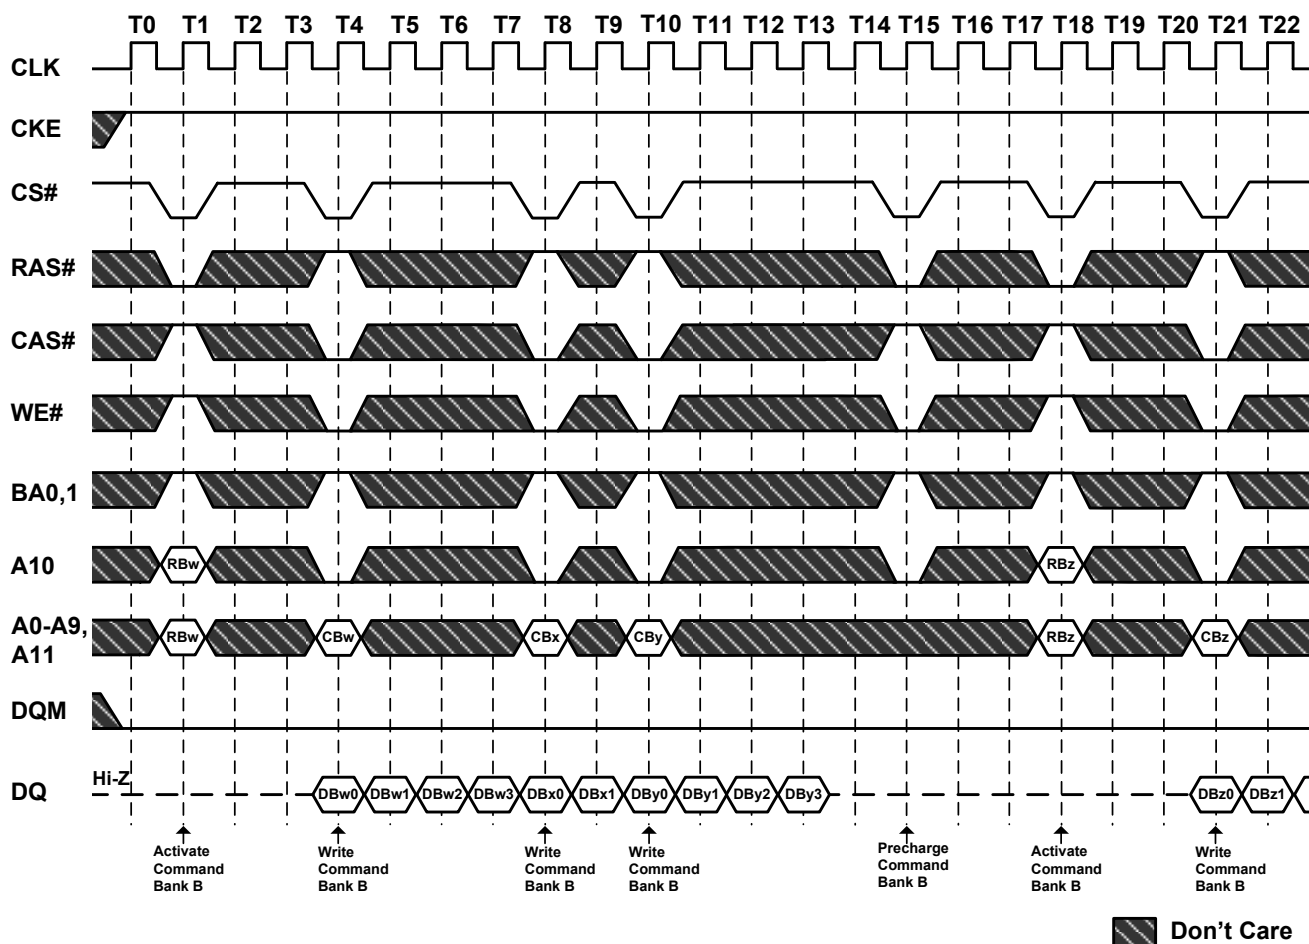 T0 T1 T2 T3 T4 T5 T6 T7 T8 T9 T10 T11 T12 T13 T14 T15 T16 T17 T18 T19 T20 T21 T22
CLK
CKE
CS#
RAS#
CAS#
WE#
BA0,1
A10 RBw RBz
A0-A9,
A11 RBw CBw CBx CBy RBz CBz
DQM
Hi-Z
DQ DBw0 DBw1 DBw2 DBw3 DBx0 DBx1 DBy0 DBy1 DBy2 DBy3 DBz0 DBz1
Activate
Command
Bank B
Write
Command
Bank B
Write
Command
Bank B
Write
Command
Bank B
Precharge
Command
Bank B
Activate
Command
Bank B
Write
Command
Bank B
Don't Care